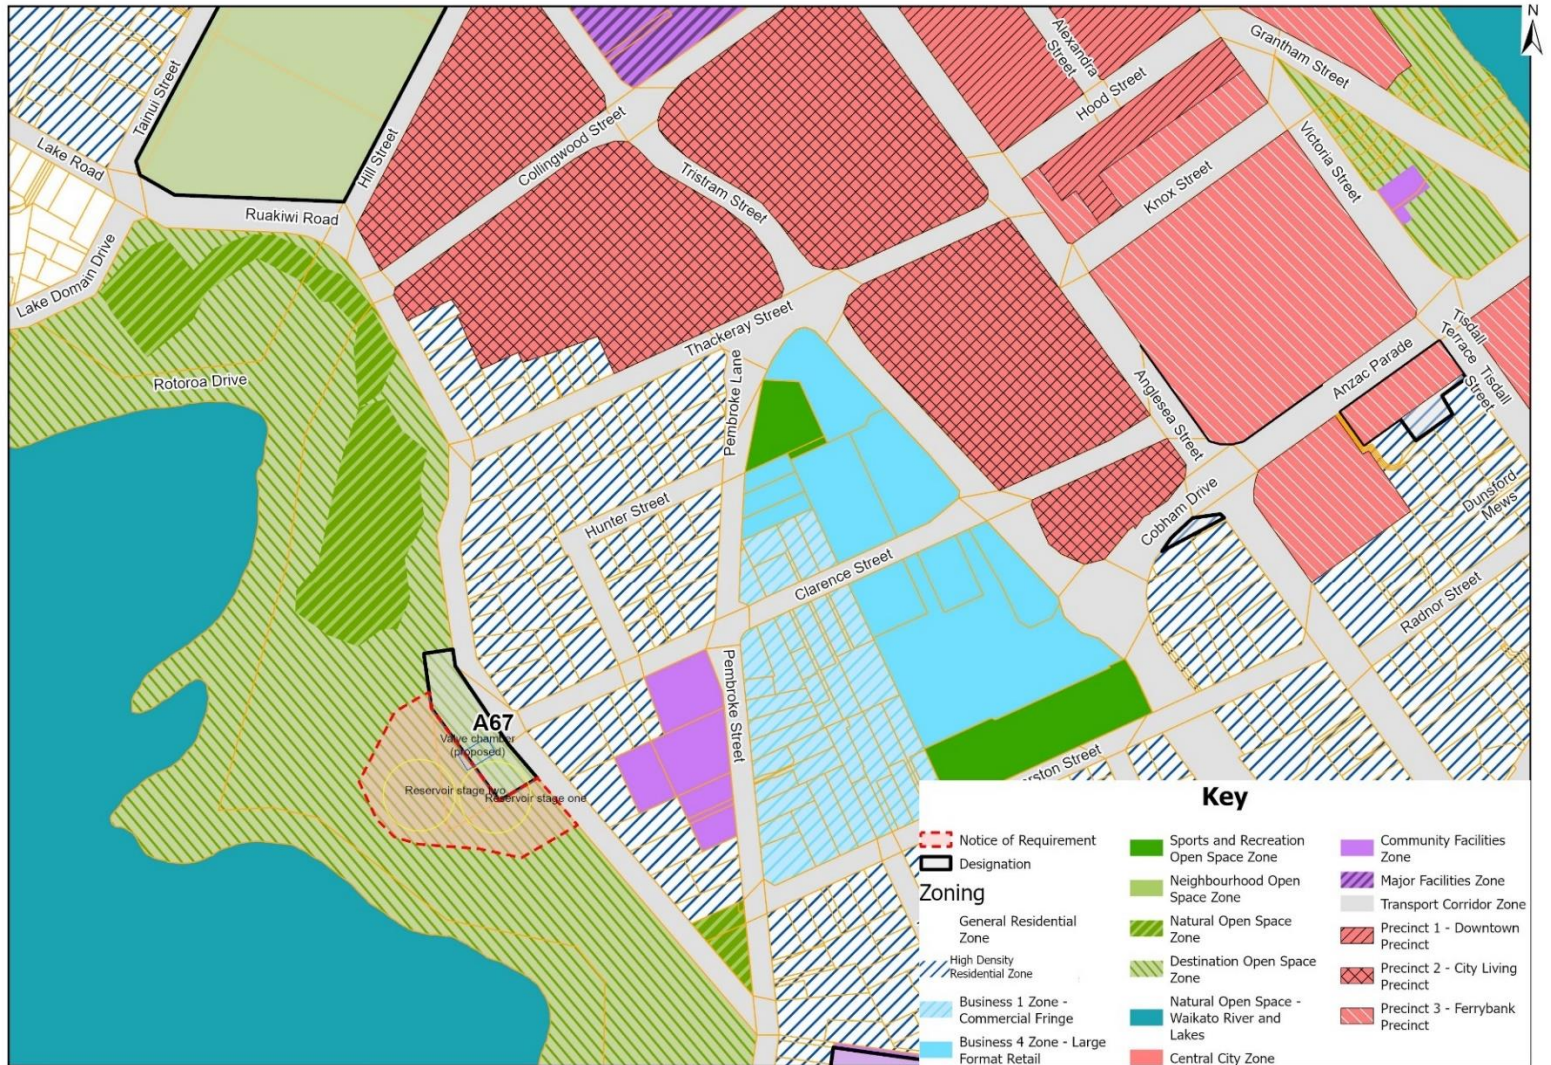 N
Grantham Street
Alexandra
Street
Hood Street
Tainui Street
Lake Road
Hill Street
Collingwood Street
Victoria Street
Tristram Street
Knox Street
Ruakiwi Road
Lake Domain Drive
Thackeray Street
Tisdall
Terrace
Tisdall
Street
Anzac Parade
Rotoroa Drive
Pembroke Lane
Anglesea Street
Hunter Street
Dunsford
Mews
Cobham Drive
Clarence Street
Radnor Street
Pembroke Street
A67
Valve chamber
(proposed)
Reservoir stage two
Reservoir stage one
rston Street
Key
Notice of Requirement
Designation
Zoning
General Residential
Zone
High Density
Residential Zone
Business 1 Zone -
Commercial Fringe
Business 4 Zone - Large
Format Retail
Sports and Recreation
Open Space Zone
Neighbourhood Open
Space Zone
Natural Open Space
Zone
Destination Open Space
Zone
Natural Open Space -
Waikato River and
Lakes
Central City Zone
Community Facilities
Zone
Major Facilities Zone
Transport Corridor Zone
Precinct 1 - Downtown
Precinct
Precinct 2 - City Living
Precinct
Precinct 3 - Ferrybank
Precinct